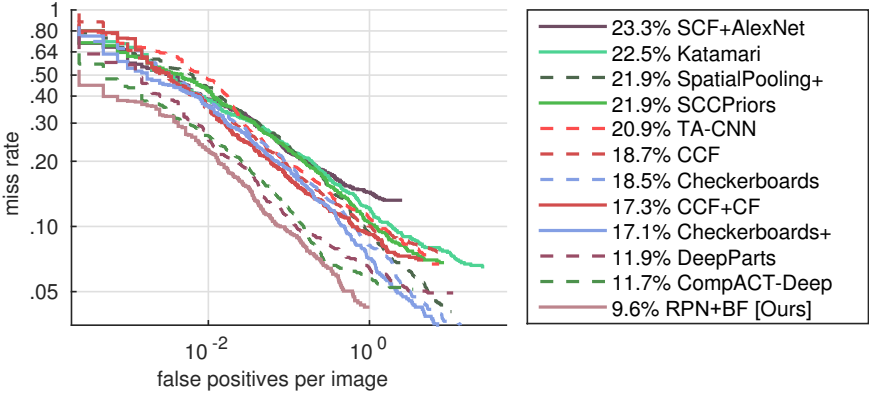 1
.80
.64
.50
.40
.30
.20
.10
.05
miss rate
10^-2
10^0
false positives per image
23.3% SCF+AlexNet
22.5% Katamari
21.9% SpatialPooling+
21.9% SCCPriors
20.9% TA-CNN
18.7% CCF
18.5% Checkerboards
17.3% CCF+CF
17.1% Checkerboards+
11.9% DeepParts
11.7% CompACT-Deep
9.6% RPN+BF [Ours]